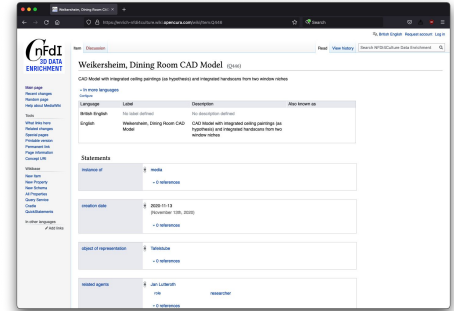 Weikersheim, Dining Room CAD
https://enrich-nfdi4culture.wiki.opencura.com/wiki/Item:Q446
Search
British English Request account Log in
nFdI
3D DATA
ENRICHMENT
Item Discussion
Read View history
Search NFDI4Culture Data Enrichment
Weikersheim, Dining Room CAD Model (Q446)
CAD Model with integrated ceiling paintings (as hypothesis) and integrated handscans from two window niches
In more languages
Configure
Language Label Description Also known as
British English No label defined No description defined
English Weikersheim, Dining Room CAD Model CAD Model with integrated ceiling paintings (as
hypothesis) and integrated handscans from two
window niches
Main page
Recent changes
Random page
Help about MediaWiki
Tools
What links here
Related changes
Special pages
Printable version
Permanent link
Page information
Concept URI
Wikibase
New Item
New Property
New Schema
All Properties
Query Service
Cradle
QuickStatements
In other languages
Add links
Statements
instance of
media
0 references
creation date
2020-11-13
(November 13th, 2020)
0 references
object of representation
Tafelstube
0 references
related agents
Jan Lutteroth
role researcher
0 references